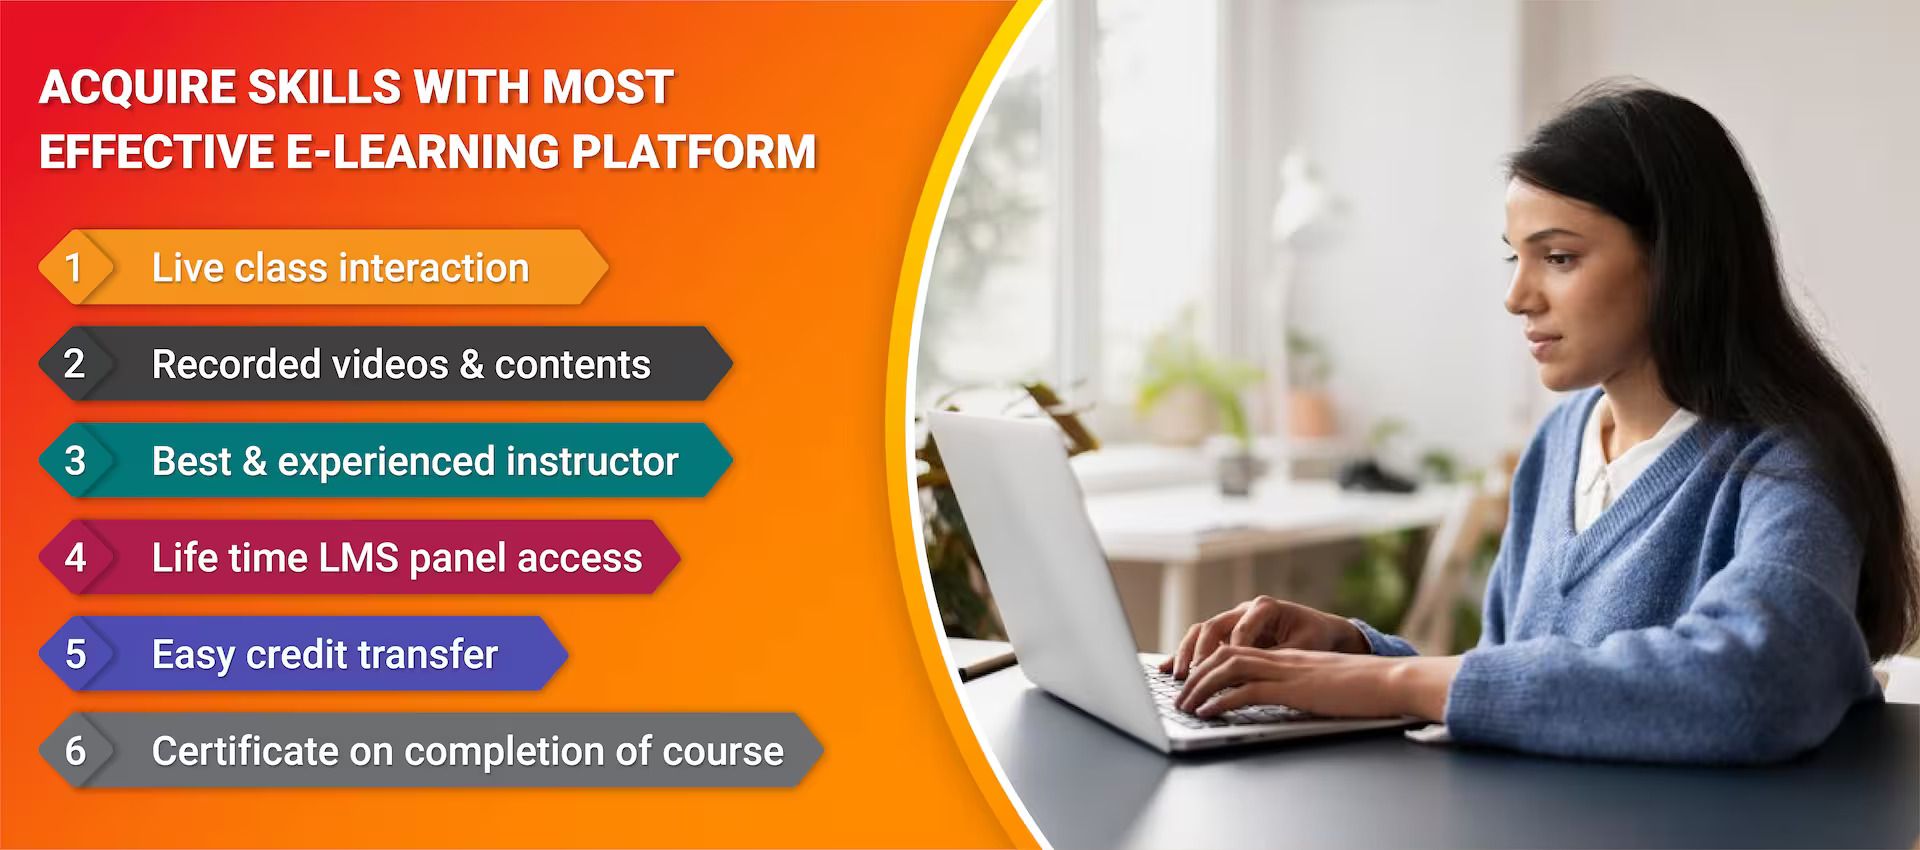 ACQUIRE SKILLS WITH MOST
EFFECTIVE E-LEARNING PLATFORM
1 Live class interaction
2 Recorded videos & contents
3 Best & experienced instructor
4 Life time LMS panel access
5 Easy credit transfer
6 Certificate on completion of course